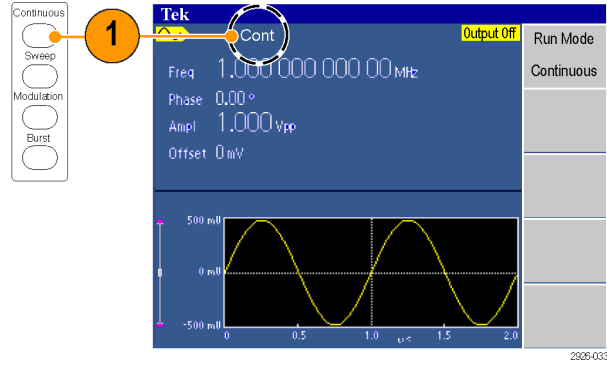 Continuous
Sweep
Modulation
Burst
1
Tek
Cont
Output Off
Freq 1.000 000 000 00 MHz
Phase 0.00 °
Ampl 1.000 Vpp
Offset 0 mV
Run Mode
Continuous
500 mV
0 mV
-500 mV
0 0.5 1.0 us 1.5 2.0
2926-033